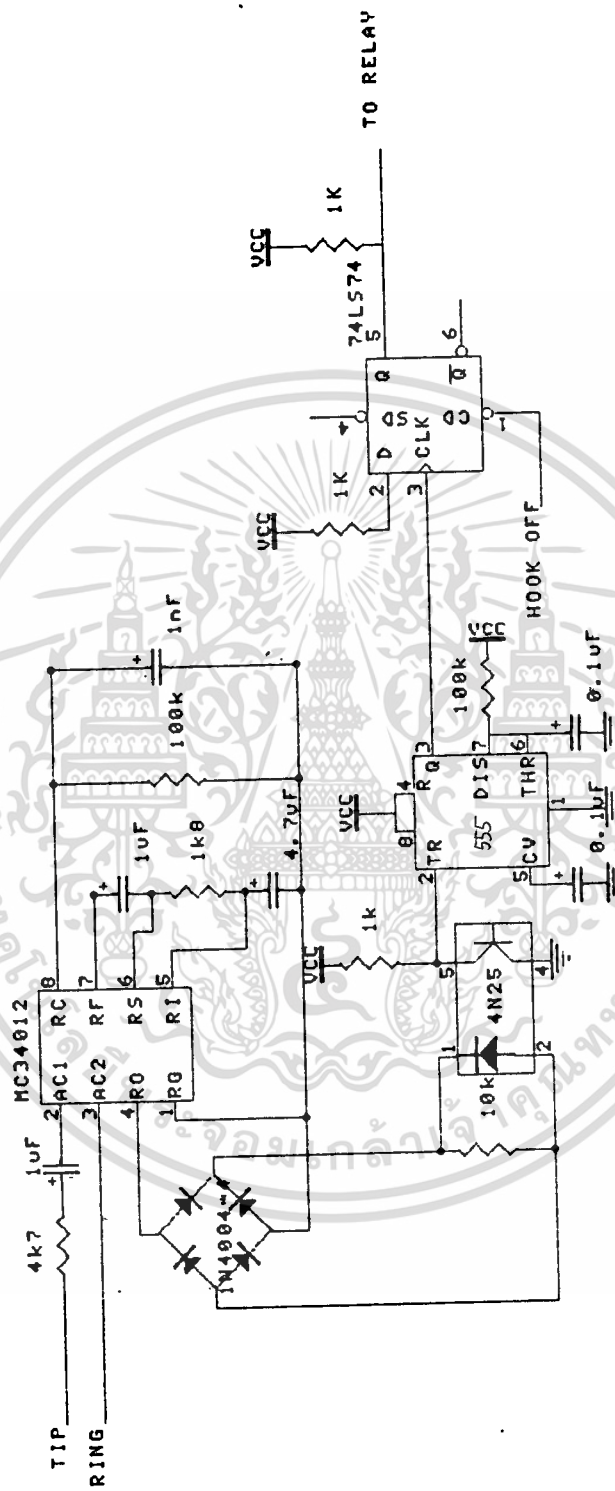 TIP
RING
4k7
1uF
+
MC34012
2 AC1 RC 8
3 AC2 RF 7
4 RO RS 6
1 RG RI 5
1uF
+
1k8
4.7uF
+
100k
1nF
+
1N4004*4
10k
1
2
4N25
5
4
VCC
1k
VCC
8
4
2 TR
R
Q 3
DIS 7
555
THR 6
5 CV
1
0.1uF
+
100k
VCC
0.1uF
+
HOOK OFF
VCC
1K
2 D
3 CLK
4
SD
CD
1
Q 5
Q 6
74LS74
VCC
1K
TO RELAY